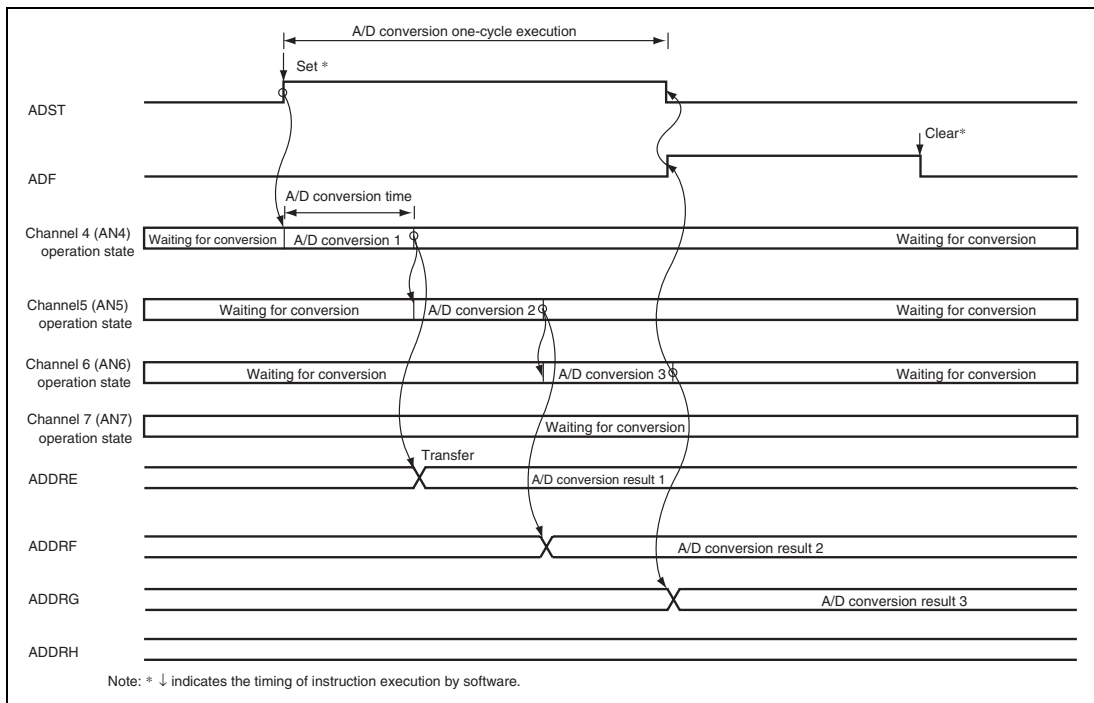 A/D conversion one-cycle execution
Set *
ADST
Clear*
ADF
A/D conversion time
Channel 4 (AN4)
operation state
Waiting for conversion
A/D conversion 1
Waiting for conversion
Channel5 (AN5)
operation state
Waiting for conversion
A/D conversion 2
Waiting for conversion
Channel 6 (AN6)
operation state
Waiting for conversion
A/D conversion 3
Waiting for conversion
Channel 7 (AN7)
operation state
Waiting for conversion
Transfer
ADDRE
A/D conversion result 1
ADDRF
A/D conversion result 2
ADDRG
A/D conversion result 3
ADDRH
Note: * ↓ indicates the timing of instruction execution by software.